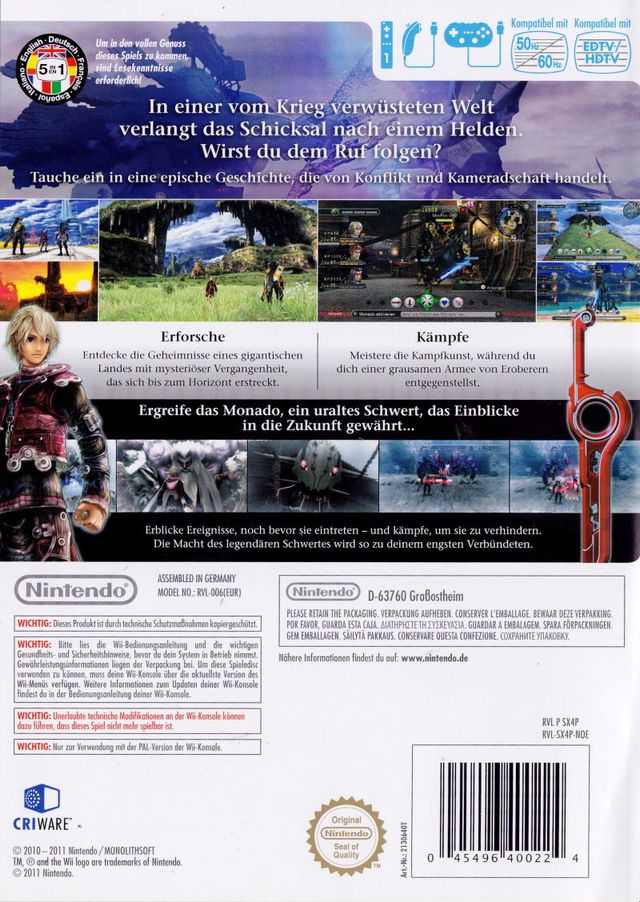 English · Deutsch · Français · Español · Italiano
5 EN 1
Um in den vollen Genuss
dieses Spiels zu kommen,
sind Lesekenntnisse
erforderlich!
1
Kompatibel mit
50Hz
60Hz
Kompatibel mit
EDTV/
HDTV
In einer vom Krieg verwüsteten Welt
verlangt das Schicksal nach einem Helden.
Wirst du dem Ruf folgen?
Tauche ein in eine epische Geschichte, die von Konflikt und Kameradschaft handelt.
Erforsche
Entdecke die Geheimnisse eines gigantischen
Landes mit mysteriöser Vergangenheit,
das sich bis zum Horizont erstreckt.
Kämpfe
Meistere die Kampfkunst, während du
dich einer grausamen Armee von Eroberern
entgegenstellst.
Ergreife das Monado, ein uraltes Schwert, das Einblicke
in die Zukunft gewährt...
Erblicke Ereignisse, noch bevor sie eintreten – und kämpfe, um sie zu verhindern.
Die Macht des legendären Schwertes wird so zu deinem engsten Verbündeten.
Nintendo
ASSEMBLED IN GERMANY
MODEL NO.: RVL-006(EUR)
WICHTIG: Dieses Produkt ist durch technische Schutzmaßnahmen kopiergeschützt.
WICHTIG: Bitte lies die Wii-Bedienungsanleitung und die wichtigen
Gesundheits- und Sicherheitshinweise, bevor du dein System in Betrieb nimmst.
Gewährleistungsinformationen liegen der Verpackung bei. Um diese Spieledisc
verwenden zu können, muss deine Wii-Konsole über die aktuellste Version des
Wii-Menüs verfügen. Weitere Informationen zum Updaten deiner Wii-Konsole
findest du in der Bedienungsanleitung deiner Wii-Konsole.
WICHTIG: Unerlaubte technische Modifikationen an der Wii-Konsole können
dazu führen, dass dieses Spiel nicht mehr spielbar ist.
WICHTIG: Nur zur Verwendung mit der PAL-Version der Wii-Konsole.
Nintendo D-63760 Großostheim
PLEASE RETAIN THE PACKAGING. VERPACKUNG AUFHEBEN. CONSERVER L'EMBALLAGE. BEWAAR DEZE VERPAKKING.
POR FAVOR, GUARDA ESTA CAJA. ΔΙΑΤΗΡΗΣΤΕ ΤΗ ΣΥΣΚΕΥΑΣΙΑ. GUARDAR A EMBALAGEM. SPARA FÖRPACKNINGEN.
GEM EMBALLAGEN. SÄILYTÄ PAKKAUS. CONSERVARE QUESTA CONFEZIONE. СОХРАНИТЕ УПАКОВКУ.
Nähere Informationen findest du auf: www.nintendo.de
RVL P SX4P
RVL-SX4P-NOE
CRIWARE™
© 2010 – 2011 Nintendo / MONOLITHSOFT
TM, ® and the Wii logo are trademarks of Nintendo.
© 2011 Nintendo.
Original
Nintendo
Seal of
Quality
TM
Art.-Nr.: 2130640T
0 45496 40022 4